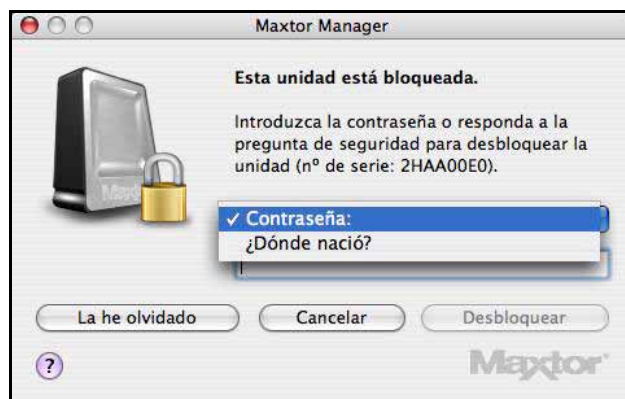 Maxtor Manager
Esta unidad está bloqueada.
Introduzca la contraseña o responda a la
pregunta de seguridad para desbloquear la
unidad (nº de serie: 2HAA00E0).
✓ Contraseña:
¿Dónde nació?
La he olvidado
Cancelar
Desbloquear
?
Maxtor
Maxtor